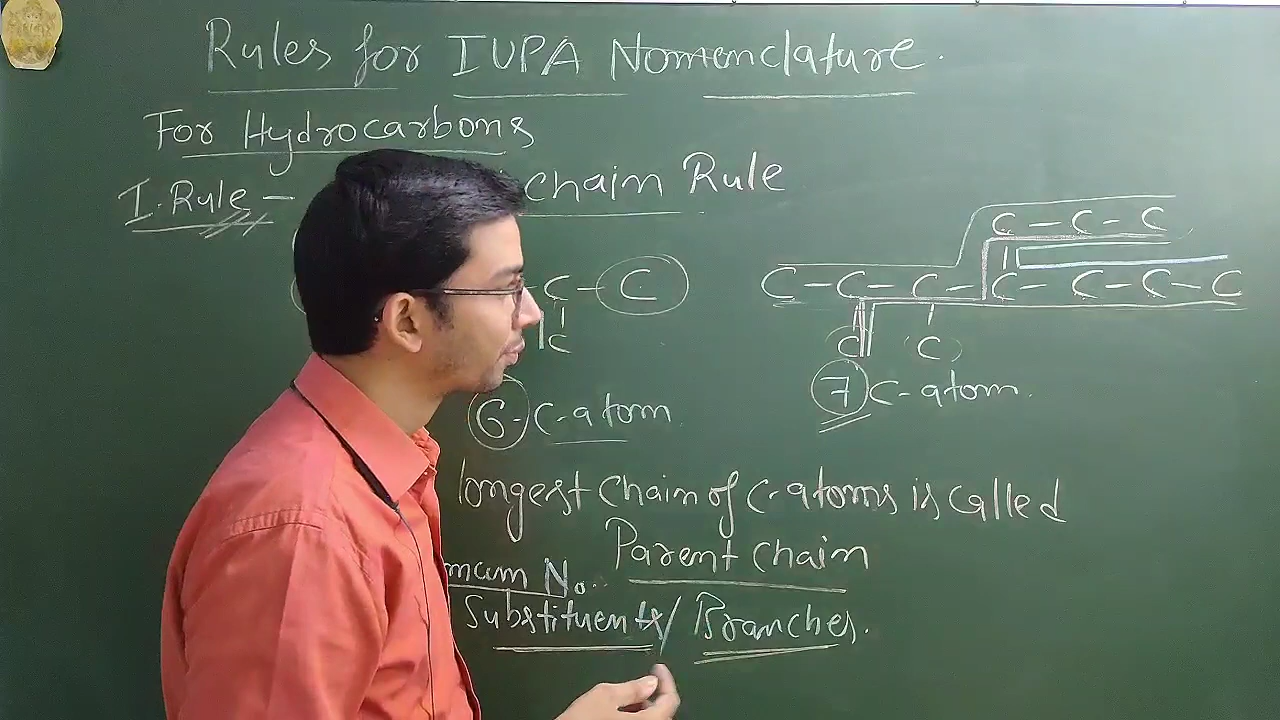 Rules for IUPA Nomenclature.
For Hydrocarbons
I. Rule - chain Rule
C - C - C
C - C - C - C - C - C - C
- C - C
C
C C
6-C-atom
7 C-atom.
longest chain of C-atoms is called
Parent chain
mum No.
Substituents/Branches.